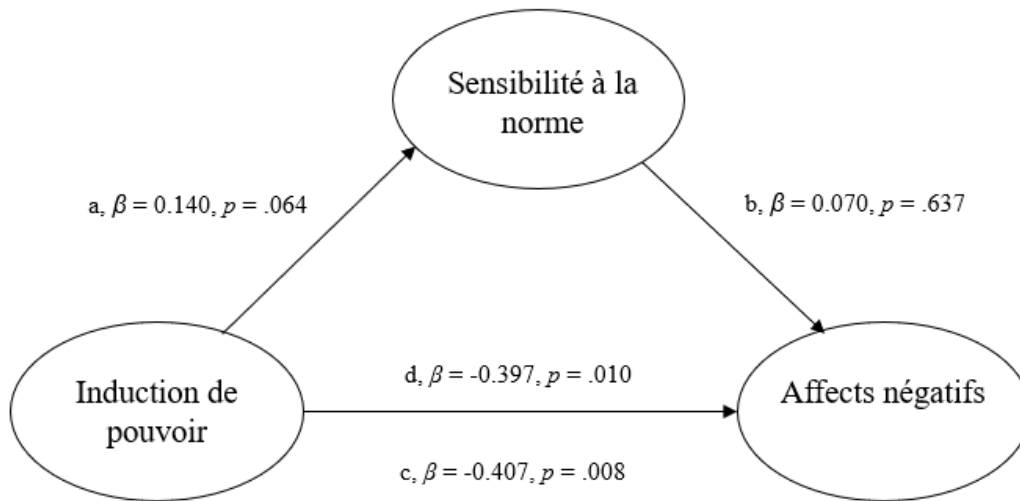 Sensibilité à la
norme
a, β = 0.140, p = .064
b, β = 0.070, p = .637
Induction de
pouvoir
d, β = -0.397, p = .010
Affects négatifs
c, β = -0.407, p = .008